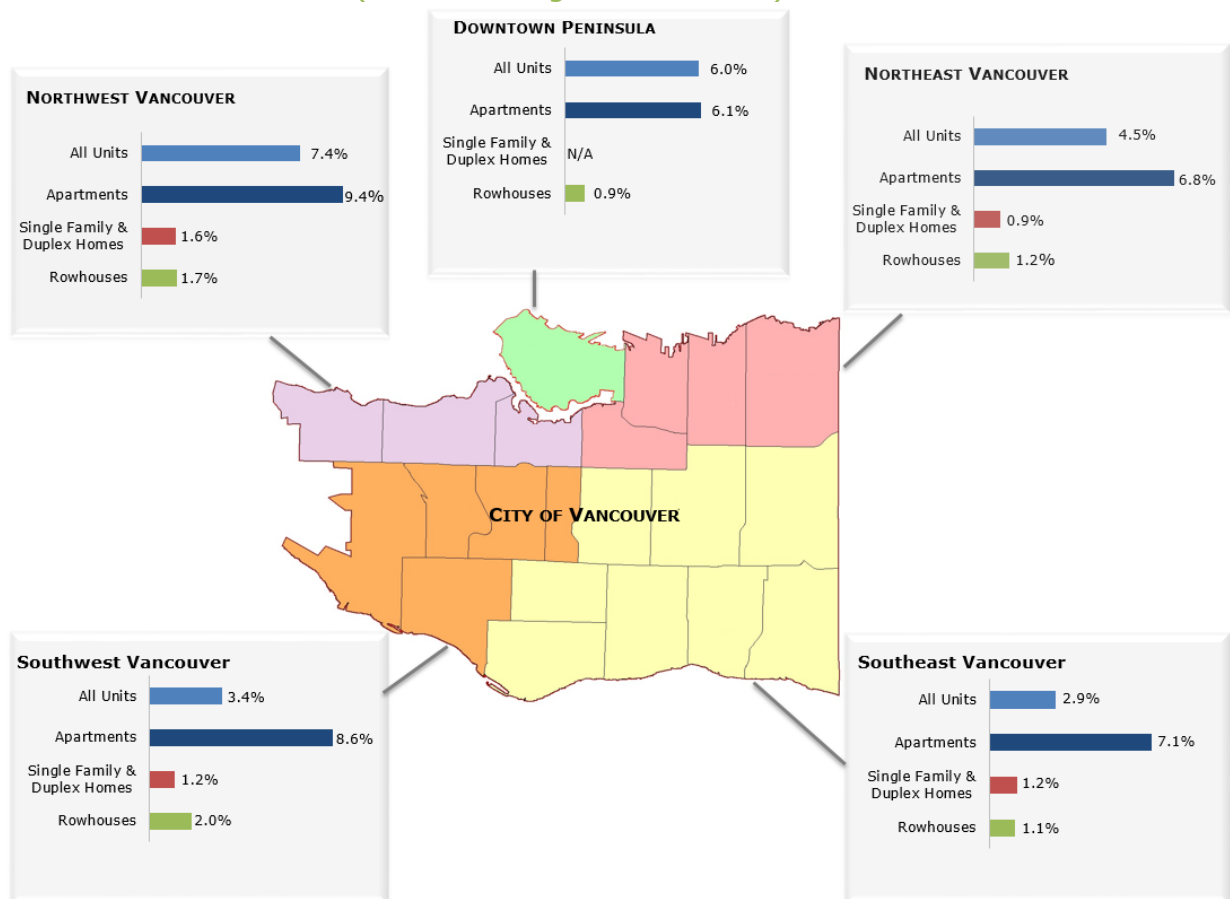 DOWNTOWN PENINSULA
All Units 6.0%
Apartments 6.1%
Single Family &
Duplex Homes N/A
Rowhouses 0.9%
NORTHWEST VANCOUVER
All Units 7.4%
Apartments 9.4%
Single Family &
Duplex Homes 1.6%
Rowhouses 1.7%
NORTHEAST VANCOUVER
All Units 4.5%
Apartments 6.8%
Single Family &
Duplex Homes 0.9%
Rowhouses 1.2%
CITY OF VANCOUVER
Southwest Vancouver
All Units 3.4%
Apartments 8.6%
Single Family &
Duplex Homes 1.2%
Rowhouses 2.0%
Southeast Vancouver
All Units 2.9%
Apartments 7.1%
Single Family &
Duplex Homes 1.2%
Rowhouses 1.1%